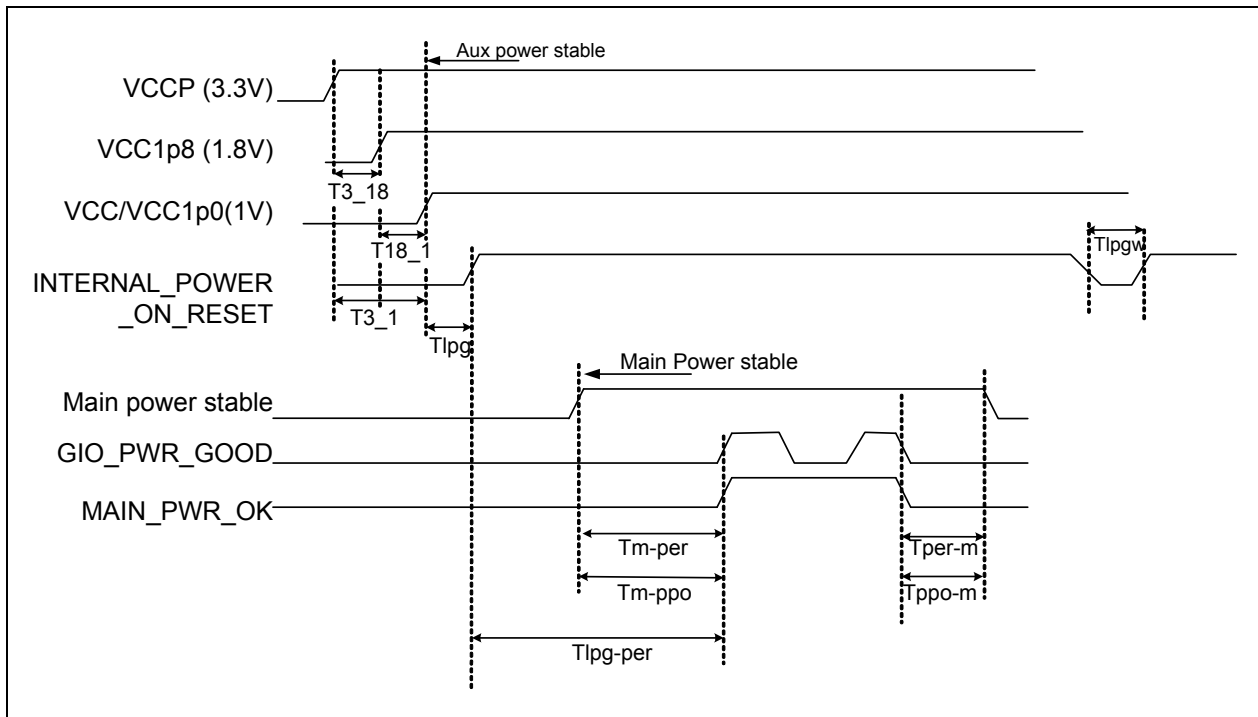 Aux power stable
VCCP (3.3V)
VCC1p8 (1.8V)
T3_18
VCC/VCC1p0(1V)
T18_1
Tlpgw
INTERNAL_POWER
_ON_RESET
T3_1
Tlpg
Main Power stable
Main power stable
GIO_PWR_GOOD
MAIN_PWR_OK
Tm-per
Tper-m
Tm-ppo
Tppo-m
Tlpg-per